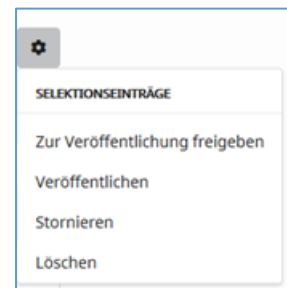 SELEKTIONSEINTRÄGE
Zur Veröffentlichung freigeben
Veröffentlichen
Stornieren
Löschen